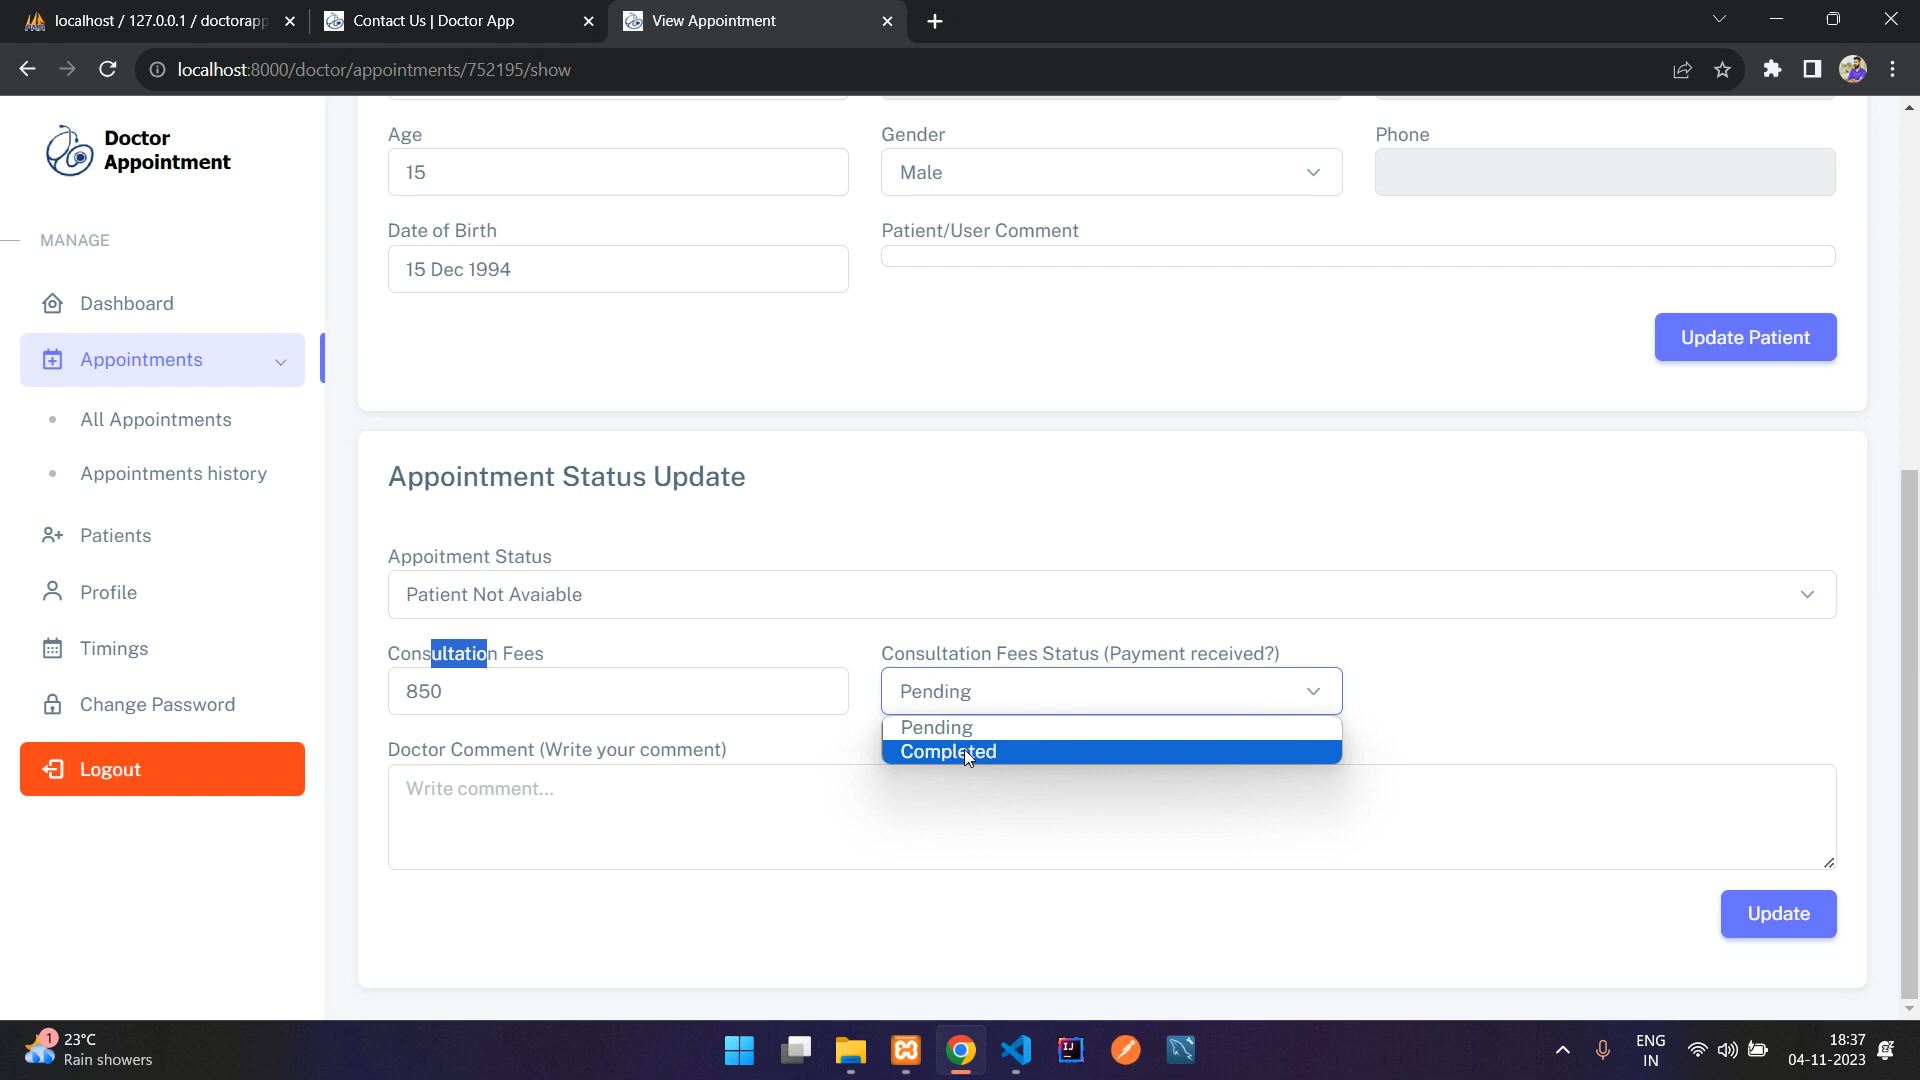 localhost / 127.0.0.1 / doctorapp
Contact Us | Doctor App
View Appointment
localhost:8000/doctor/appointments/752195/show
Doctor
Appointment
MANAGE
Dashboard
Appointments
All Appointments
Appointments history
Patients
Profile
Timings
Change Password
Logout
Age
Gender
Phone
15
Male
Date of Birth
Patient/User Comment
15 Dec 1994
Update Patient
Appointment Status Update
Appoitment Status
Patient Not Avaiable
Consultation Fees
Consultation Fees Status (Payment received?)
850
Pending
Pending
Completed
Doctor Comment (Write your comment)
Write comment...
Update
1
23°C
Rain showers
IJ
ENG
IN
18:37
04-11-2023